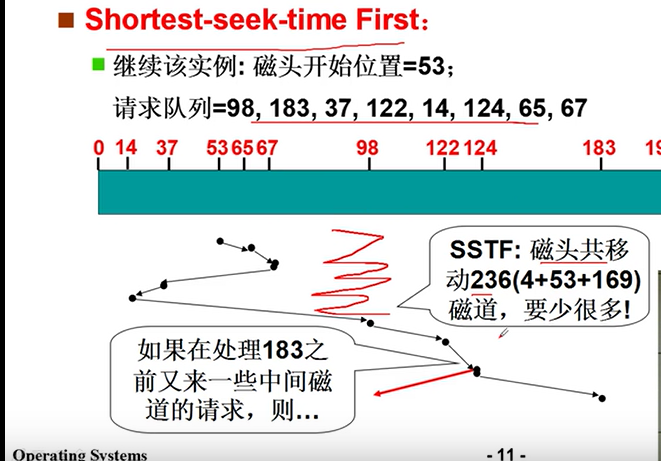 Shortest-seek-time First：
继续该实例: 磁头开始位置=53；
请求队列=98, 183, 37, 122, 14, 124, 65, 67
0 14 37 53 65 67 98 122 124 183 19
SSTF: 磁头共移
动236(4+53+169)
磁道，要少很多!
如果在处理183之
前又来一些中间磁
道的请求，则…
Operating Systems
- 11 -